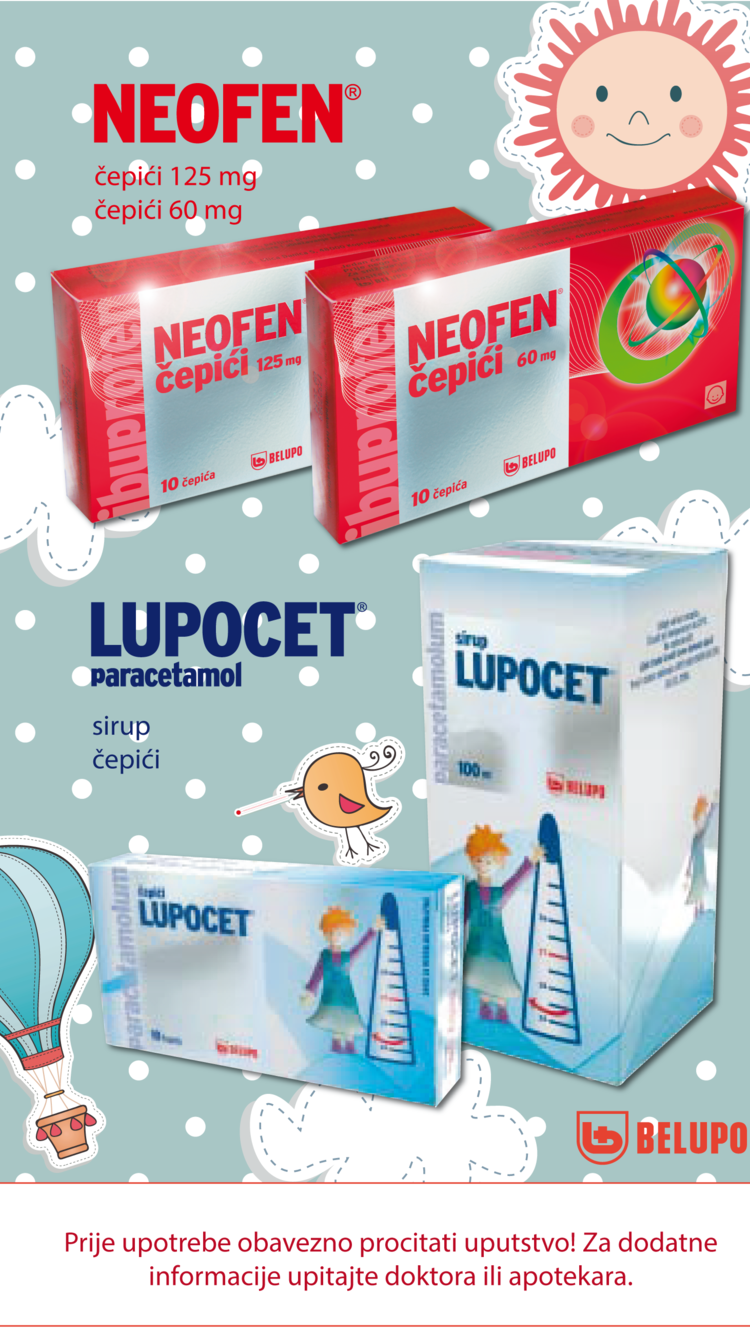 NEOFEN®
čepići 125 mg
čepići 60 mg
ibuprofen
NEOFEN
čepići 125 mg
10 čepića
BELUPO
ibuprofen
NEOFEN®
čepići 60 mg
10 čepića
BELUPO
LUPOCET®
paracetamol
sirup
čepići
paracetamolum
sirup
LUPOCET
100
BELUPO
paracetamolum
čepići
LUPOCET
BELUPO
BELUPO
Prije upotrebe obavezno procitati uputstvo! Za dodatne
informacije upitajte doktora ili apotekara.